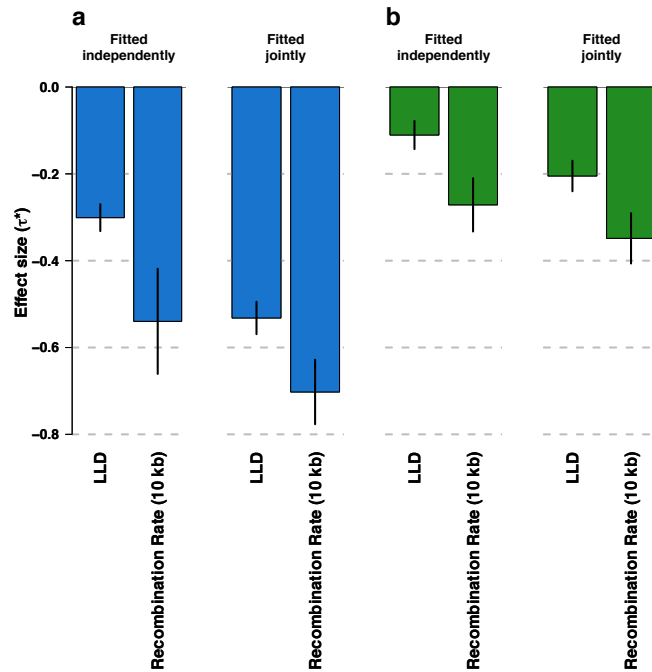 a
b
Fitted
independently
Fitted
jointly
Fitted
independently
Fitted
jointly
Effect size (τ*)
0.0
−0.2
−0.4
−0.6
−0.8
LLD
Recombination Rate (10 kb)
LLD
Recombination Rate (10 kb)
LLD
Recombination Rate (10 kb)
LLD
Recombination Rate (10 kb)